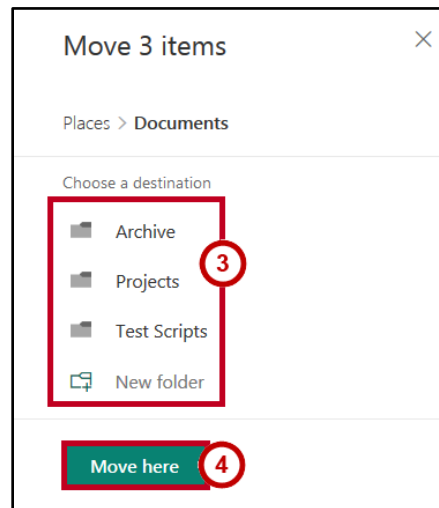 Move 3 items
Places > Documents
Choose a destination
Archive
3
Projects
Test Scripts
New folder
Move here 4